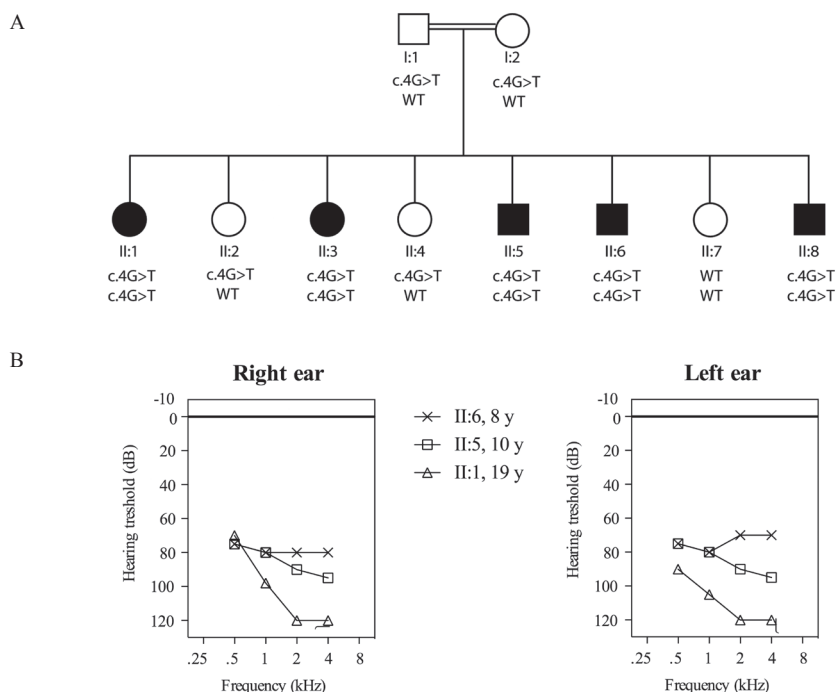 A
I:1 I:2
c.4G>T c.4G>T
WT WT
II:1 II:2 II:3 II:4 II:5 II:6 II:7 II:8
c.4G>T c.4G>T c.4G>T c.4G>T c.4G>T c.4G>T WT c.4G>T
c.4G>T WT c.4G>T WT c.4G>T c.4G>T WT c.4G>T
B
Right ear
-10
0
20
40
60
80
100
120
Hearing treshold (dB)
.25 .5 1 2 4 8
Frequency (kHz)
II:6, 8 y
II:5, 10 y
II:1, 19 y
Left ear
-10
0
20
40
60
80
100
120
Hearing treshold (dB)
.25 .5 1 2 4 8
Frequency (kHz)